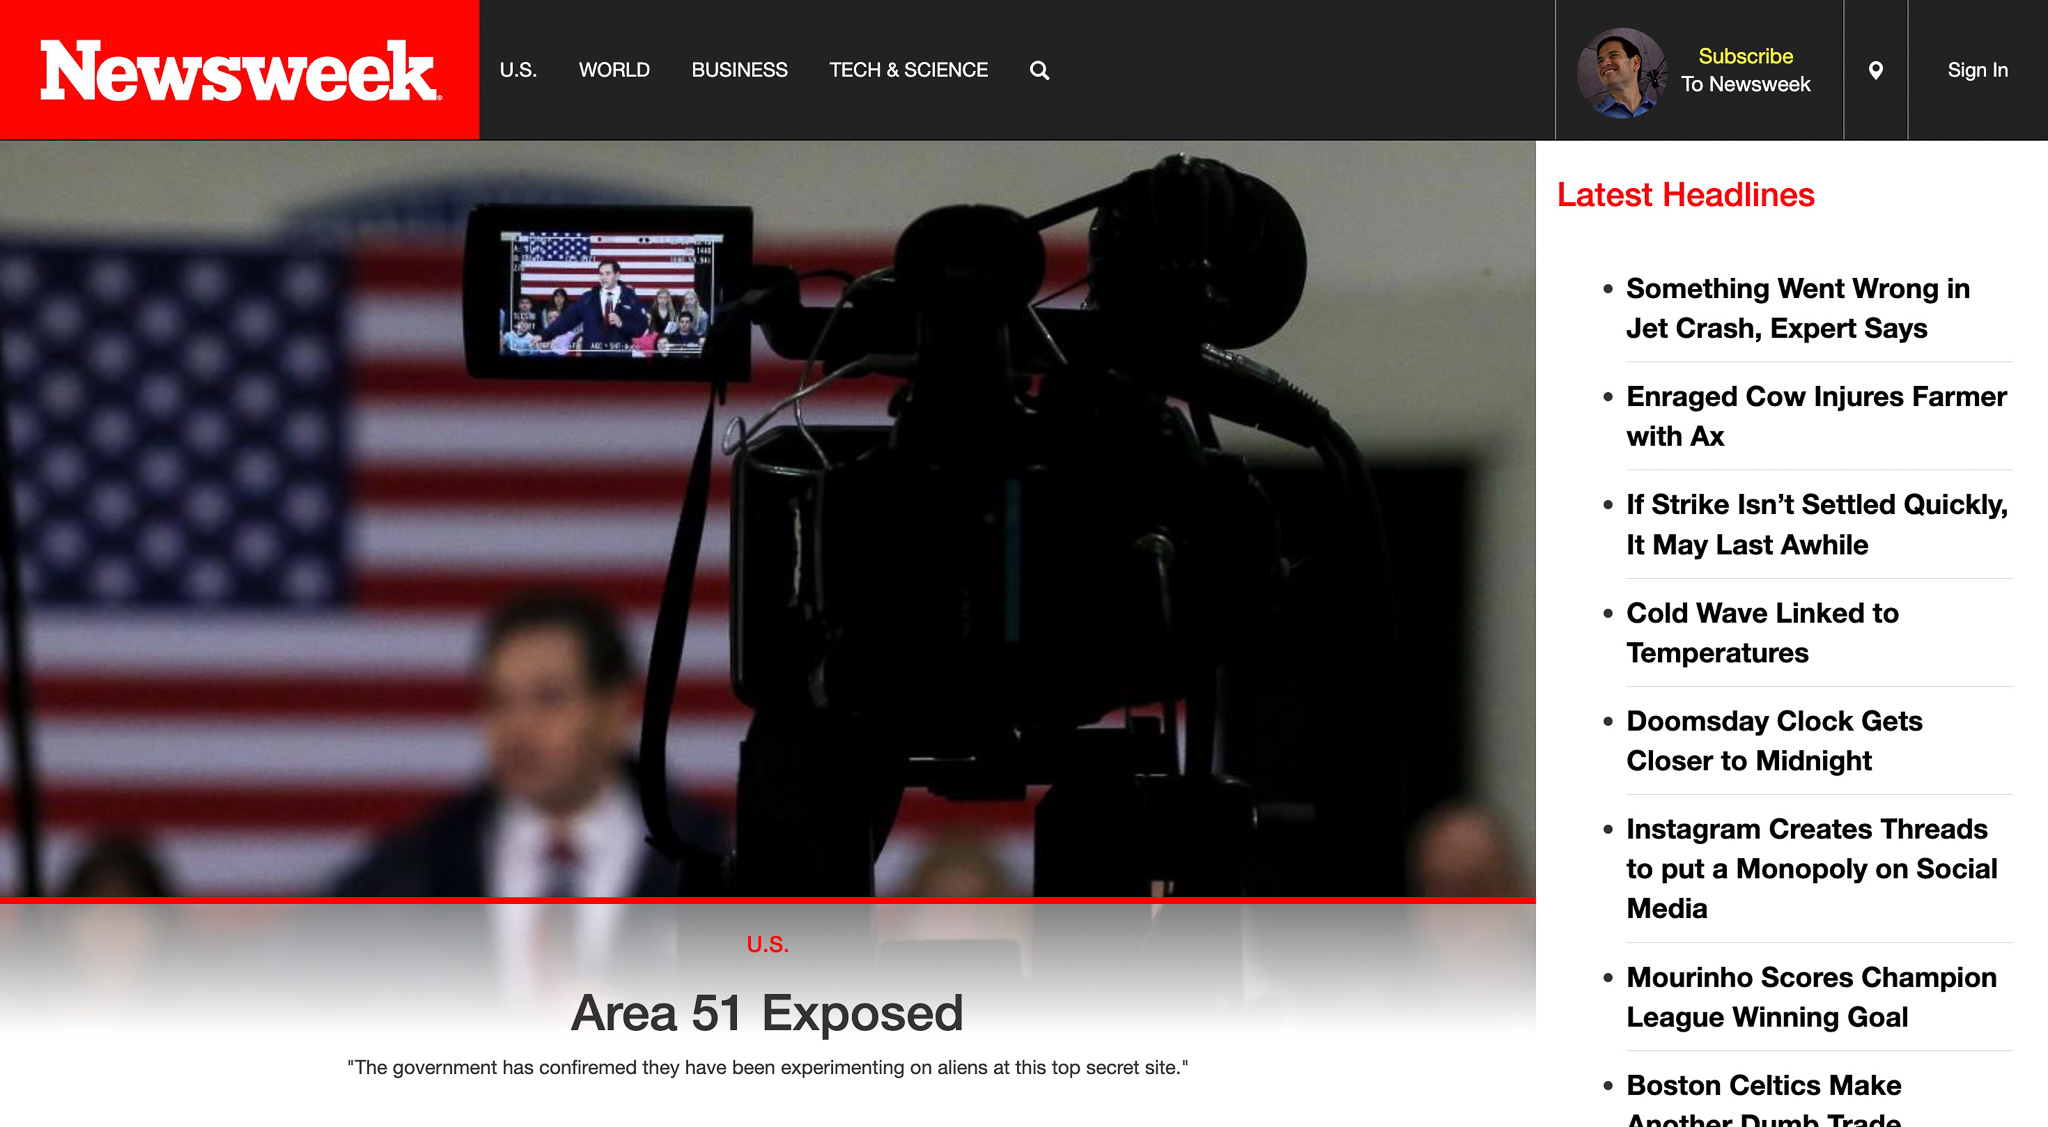 Newsweek
U.S.
WORLD
BUSINESS
TECH & SCIENCE
Subscribe
To Newsweek
Sign In
Latest Headlines
Something Went Wrong in
Jet Crash, Expert Says
Enraged Cow Injures Farmer
with Ax
If Strike Isn’t Settled Quickly,
It May Last Awhile
Cold Wave Linked to
Temperatures
Doomsday Clock Gets
Closer to Midnight
Instagram Creates Threads
to put a Monopoly on Social
Media
Mourinho Scores Champion
League Winning Goal
Boston Celtics Make
Another Dumb Trade
U.S.
Area 51 Exposed
"The government has confiremed they have been experimenting on aliens at this top secret site."